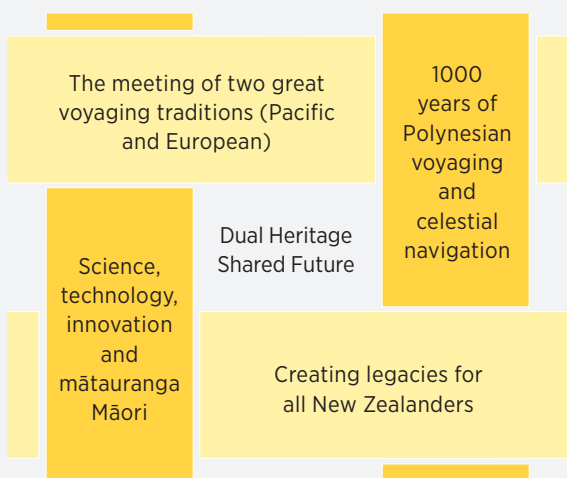 The meeting of two great
voyaging traditions (Pacific
and European)
1000
years of
Polynesian
voyaging
and
celestial
navigation
Dual Heritage
Shared Future
Science,
technology,
innovation
and
mātauranga
Māori
Creating legacies for
all New Zealanders